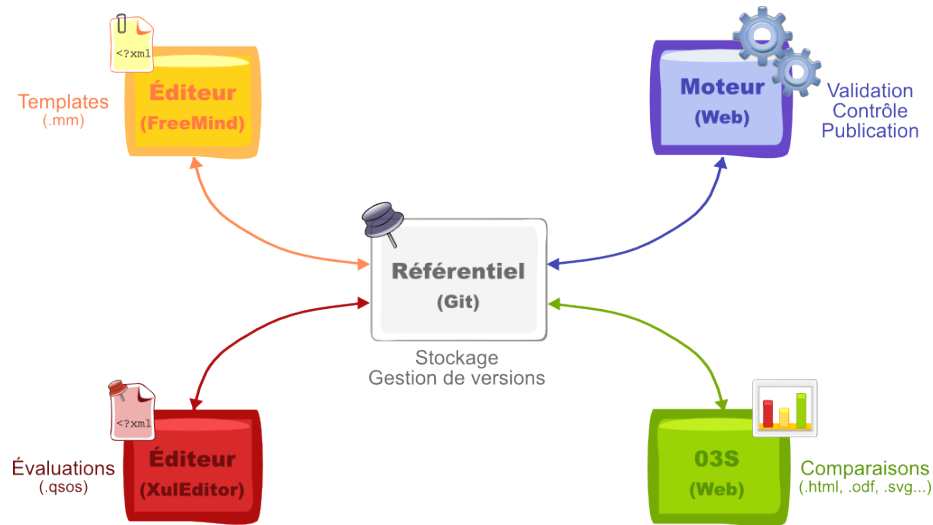 <?xml
Éditeur
(FreeMind)
Templates
(.mm)
Moteur
(Web)
Validation
Contrôle
Publication
Référentiel
(Git)
Stockage
Gestion de versions
<?xml
Éditeur
(XulEditor)
Évaluations
(.qsos)
03S
(Web)
Comparaisons
(.html, .odf, .svg...)